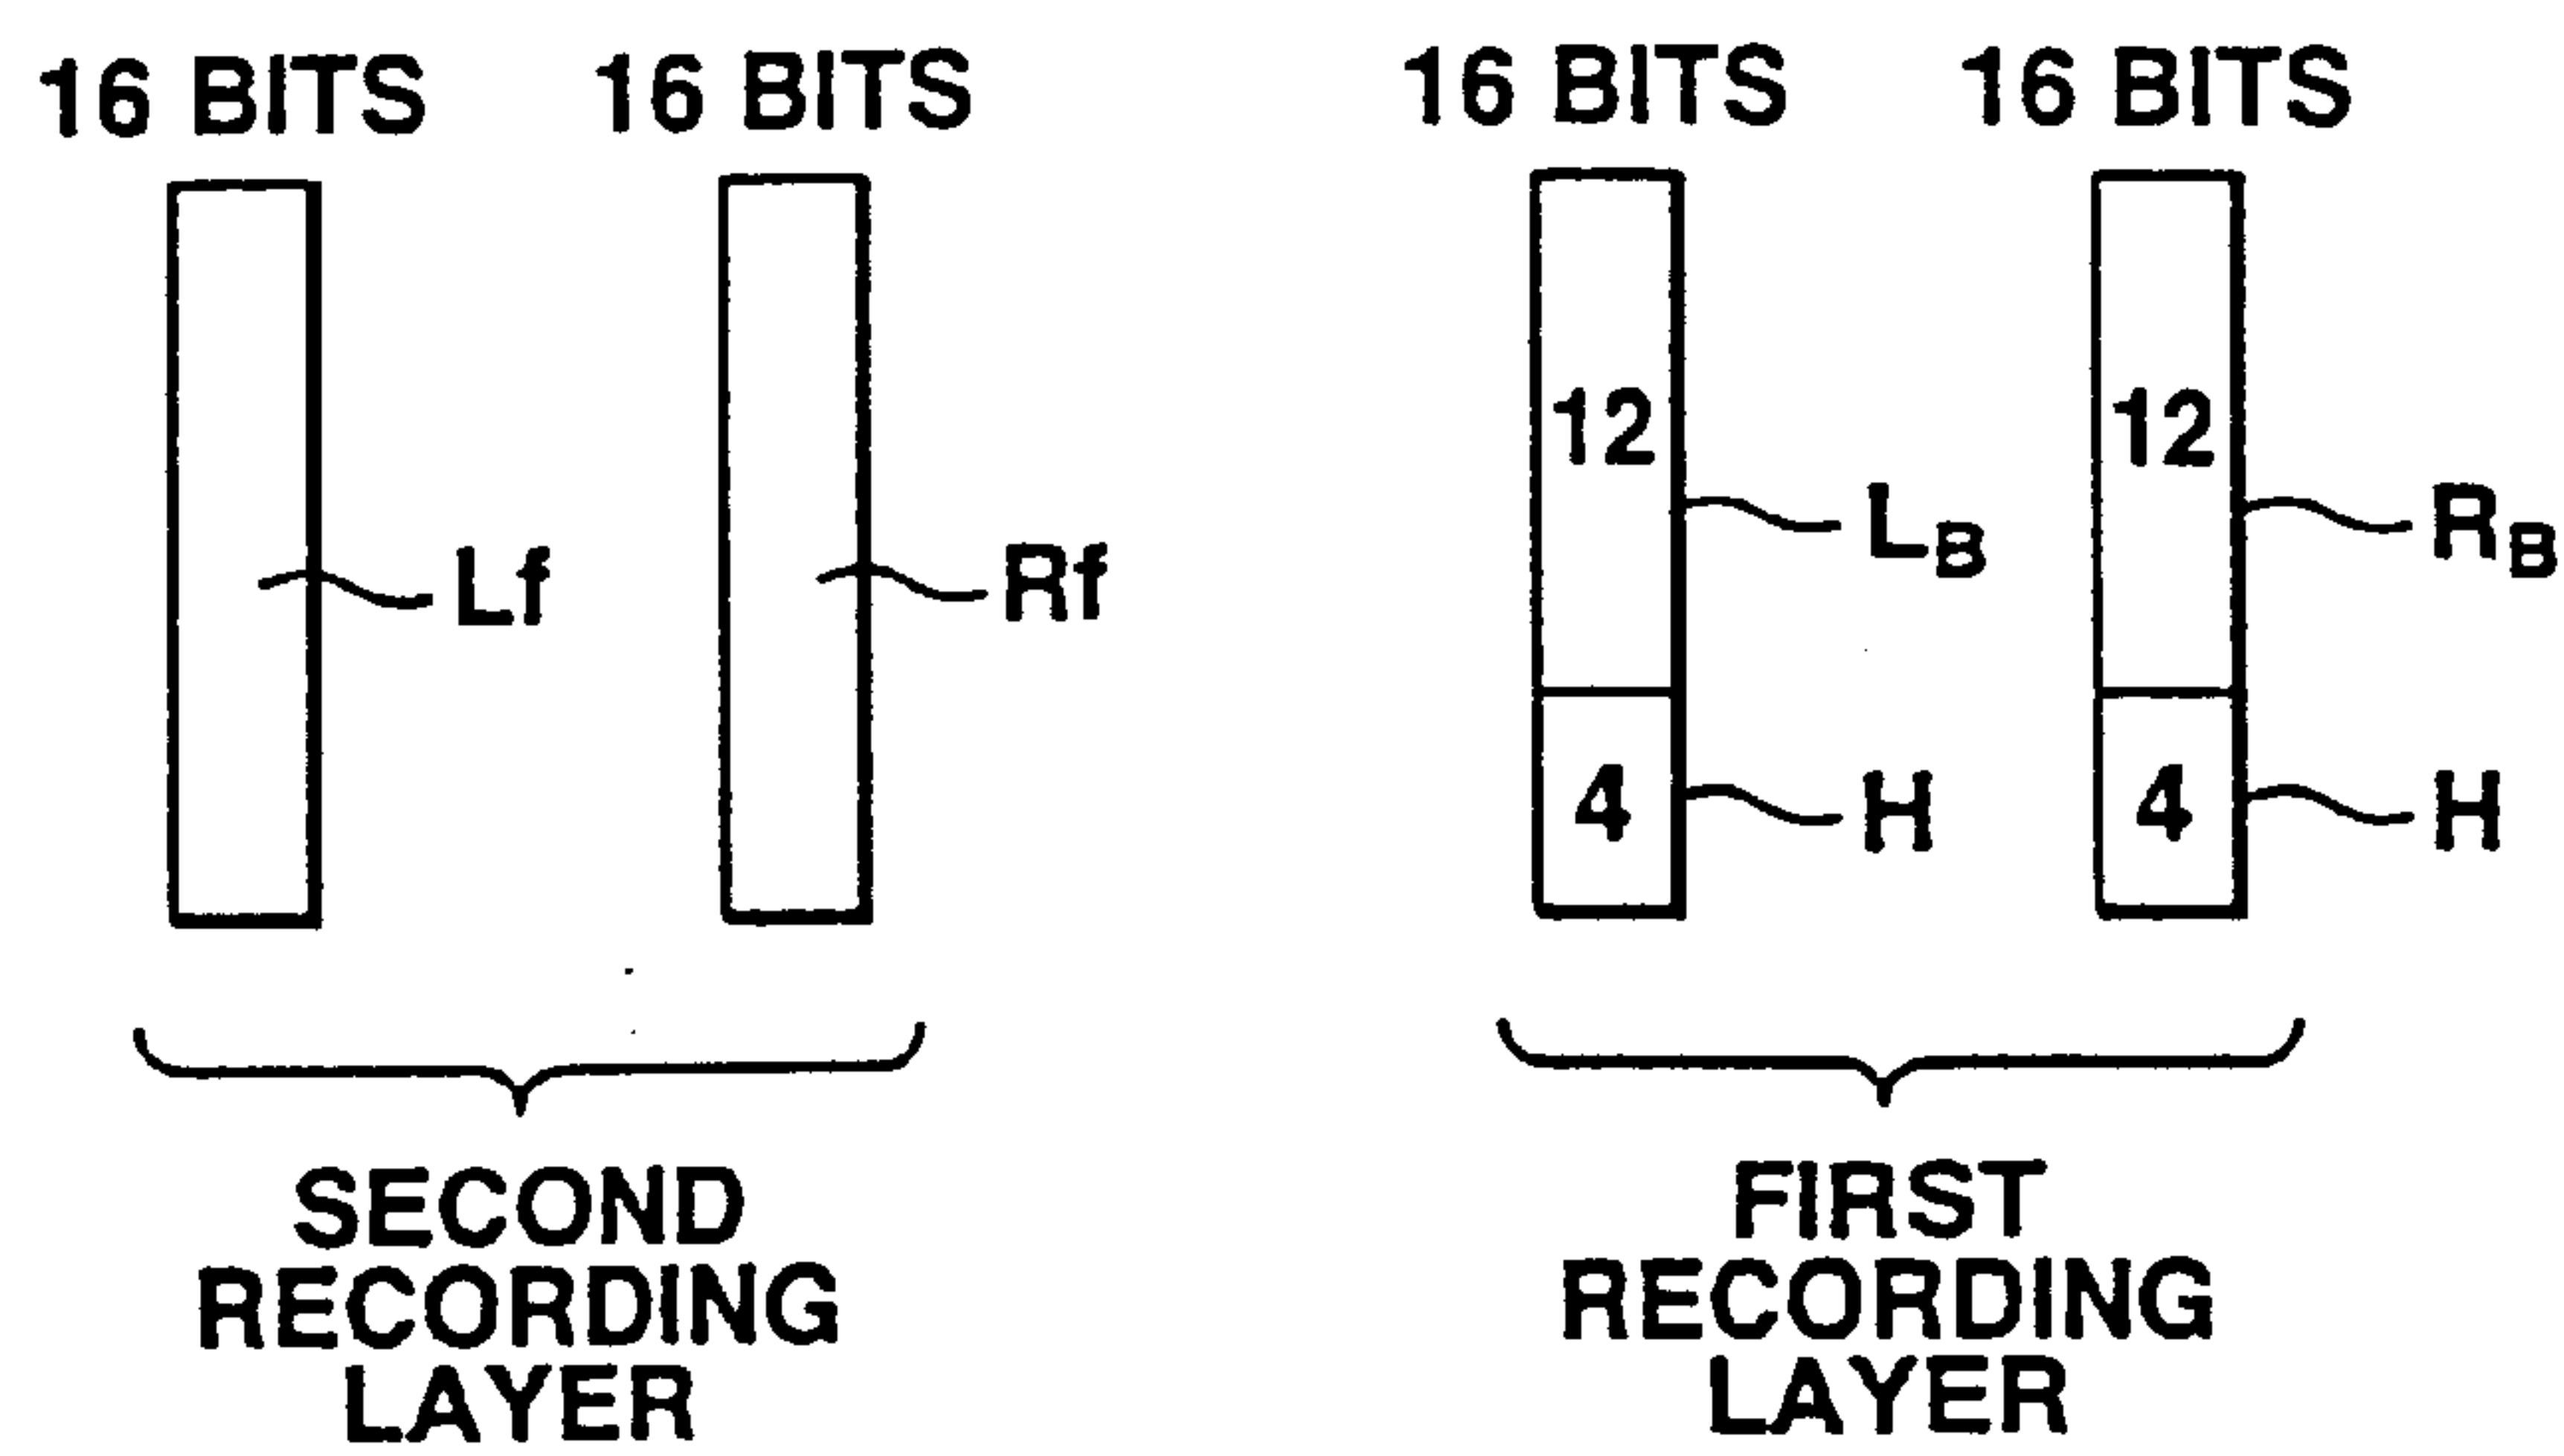 16 BITS 16 BITS 16 BITS 16 BITS
12 12
Lf Rf LB RB
4 H 4 H
SECOND
RECORDING
LAYER
FIRST
RECORDING
LAYER